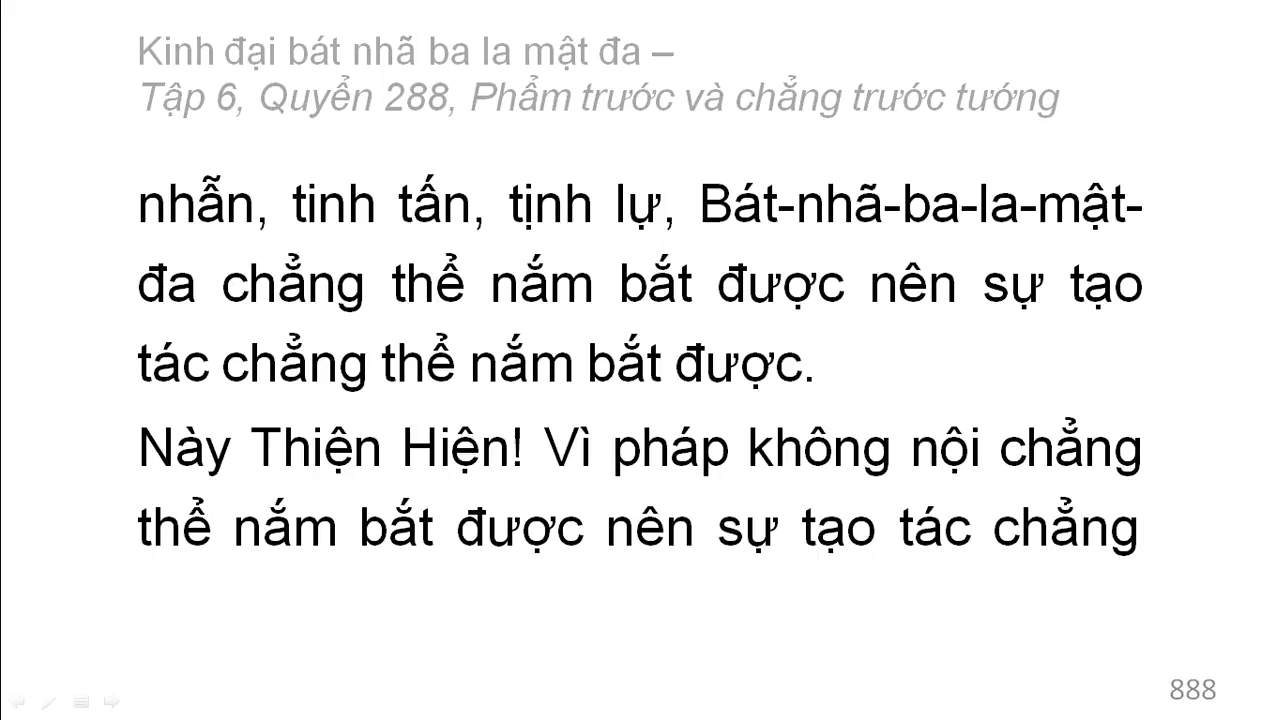 Kinh đại bát nhã ba la mật đa –
Tập 6, Quyển 288, Phẩm trước và chẳng trước tướng
nhẫn, tinh tấn, tịnh lự, Bát-nhã-ba-la-mật-
đa chẳng thể nắm bắt được nên sự tạo
tác chẳng thể nắm bắt được.
Này Thiện Hiện! Vì pháp không nội chẳng
thể nắm bắt được nên sự tạo tác chẳng
888